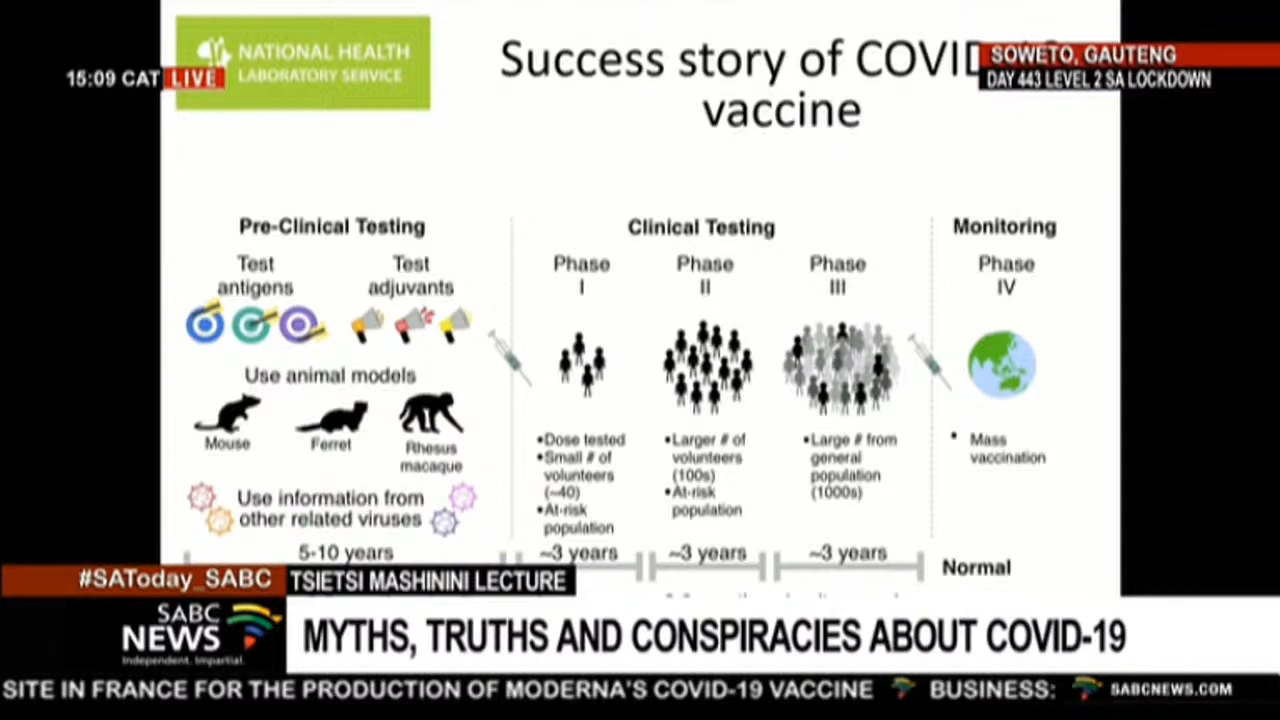 NATIONAL HEALTH
LABORATORY SERVICE
15:09 CAT LIVE
Success story of COVID
vaccine
SOWETO, GAUTENG
DAY 443 LEVEL 2 SA LOCKDOWN
Pre-Clinical Testing
Test
antigens
Test
adjuvants
Use animal models
Mouse
Ferret
Rhesus
macaque
Use information from
other related viruses
5-10 years
Clinical Testing
Phase
I
•Dose tested
•Small # of
volunteers
(~40)
•At-risk
population
~3 years
Phase
II
•Larger # of
volunteers
(100s)
•At-risk
population
~3 years
Phase
III
•Large # from
general
population
(1000s)
~3 years
Monitoring
Phase
IV
• Mass
vaccination
Normal
#SAToday_SABC
TSIETSI MASHININI LECTURE
SABC
NEWS
Independent. Impartial.
MYTHS, TRUTHS AND CONSPIRACIES ABOUT COVID-19
SITE IN FRANCE FOR THE PRODUCTION OF MODERNA'S COVID-19 VACCINE BUSINESS: SABCNEWS.COM